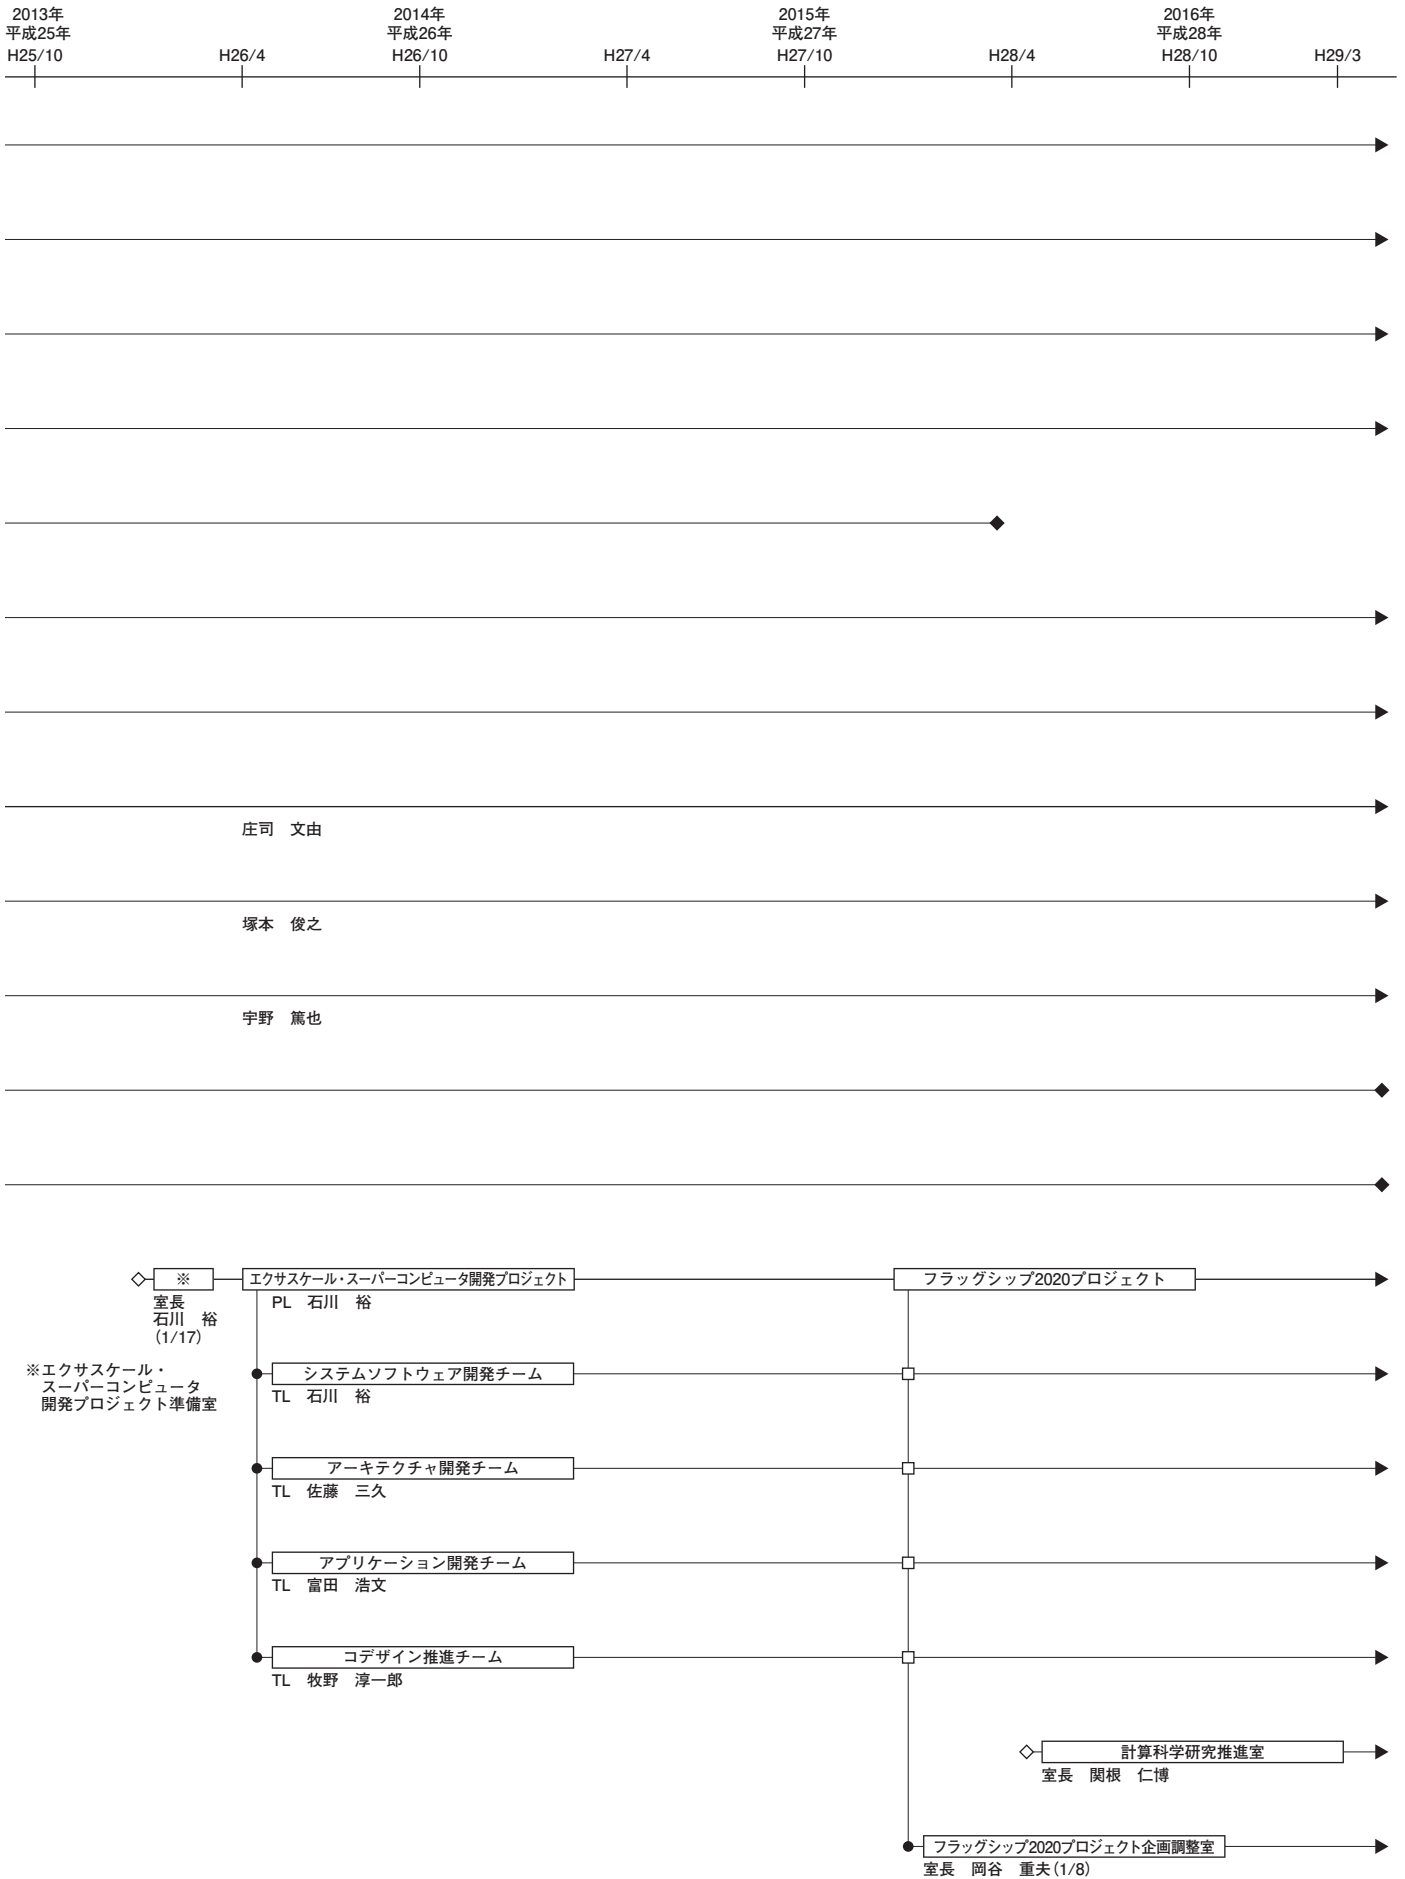 2013年
平成25年
H25/10
H26/4
2014年
平成26年
H26/10
H27/4
2015年
平成27年
H27/10
H28/4
2016年
平成28年
H28/10
H29/3
庄司　文由
塚本　俊之
宇野　篤也
※
室長
石川　裕
(1/17)
※エクサスケール・
スーパーコンピュータ
開発プロジェクト準備室
エクサスケール・スーパーコンピュータ開発プロジェクト
PL　石川　裕
フラッグシップ2020プロジェクト
システムソフトウェア開発チーム
TL　石川　裕
アーキテクチャ開発チーム
TL　佐藤　三久
アプリケーション開発チーム
TL　富田　浩文
コデザイン推進チーム
TL　牧野　淳一郎
計算科学研究推進室
室長　関根　仁博
フラッグシップ2020プロジェクト企画調整室
室長　岡谷　重夫(1/8)